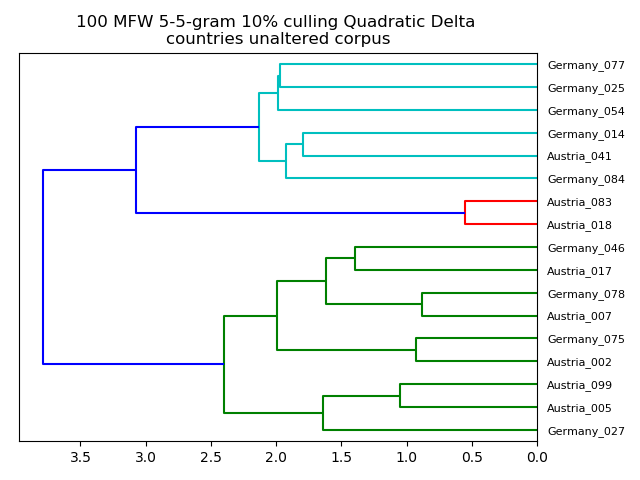 100 MFW 5-5-gram 10% culling Quadratic Delta
countries unaltered corpus
Germany_077
Germany_025
Germany_054
Germany_014
Austria_041
Germany_084
Austria_083
Austria_018
Germany_046
Austria_017
Germany_078
Austria_007
Germany_075
Austria_002
Austria_099
Austria_005
Germany_027
3.5 3.0 2.5 2.0 1.5 1.0 0.5 0.0